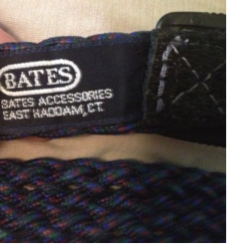 BATES
BATES ACCESSORIES
EAST HADDAM, CT.